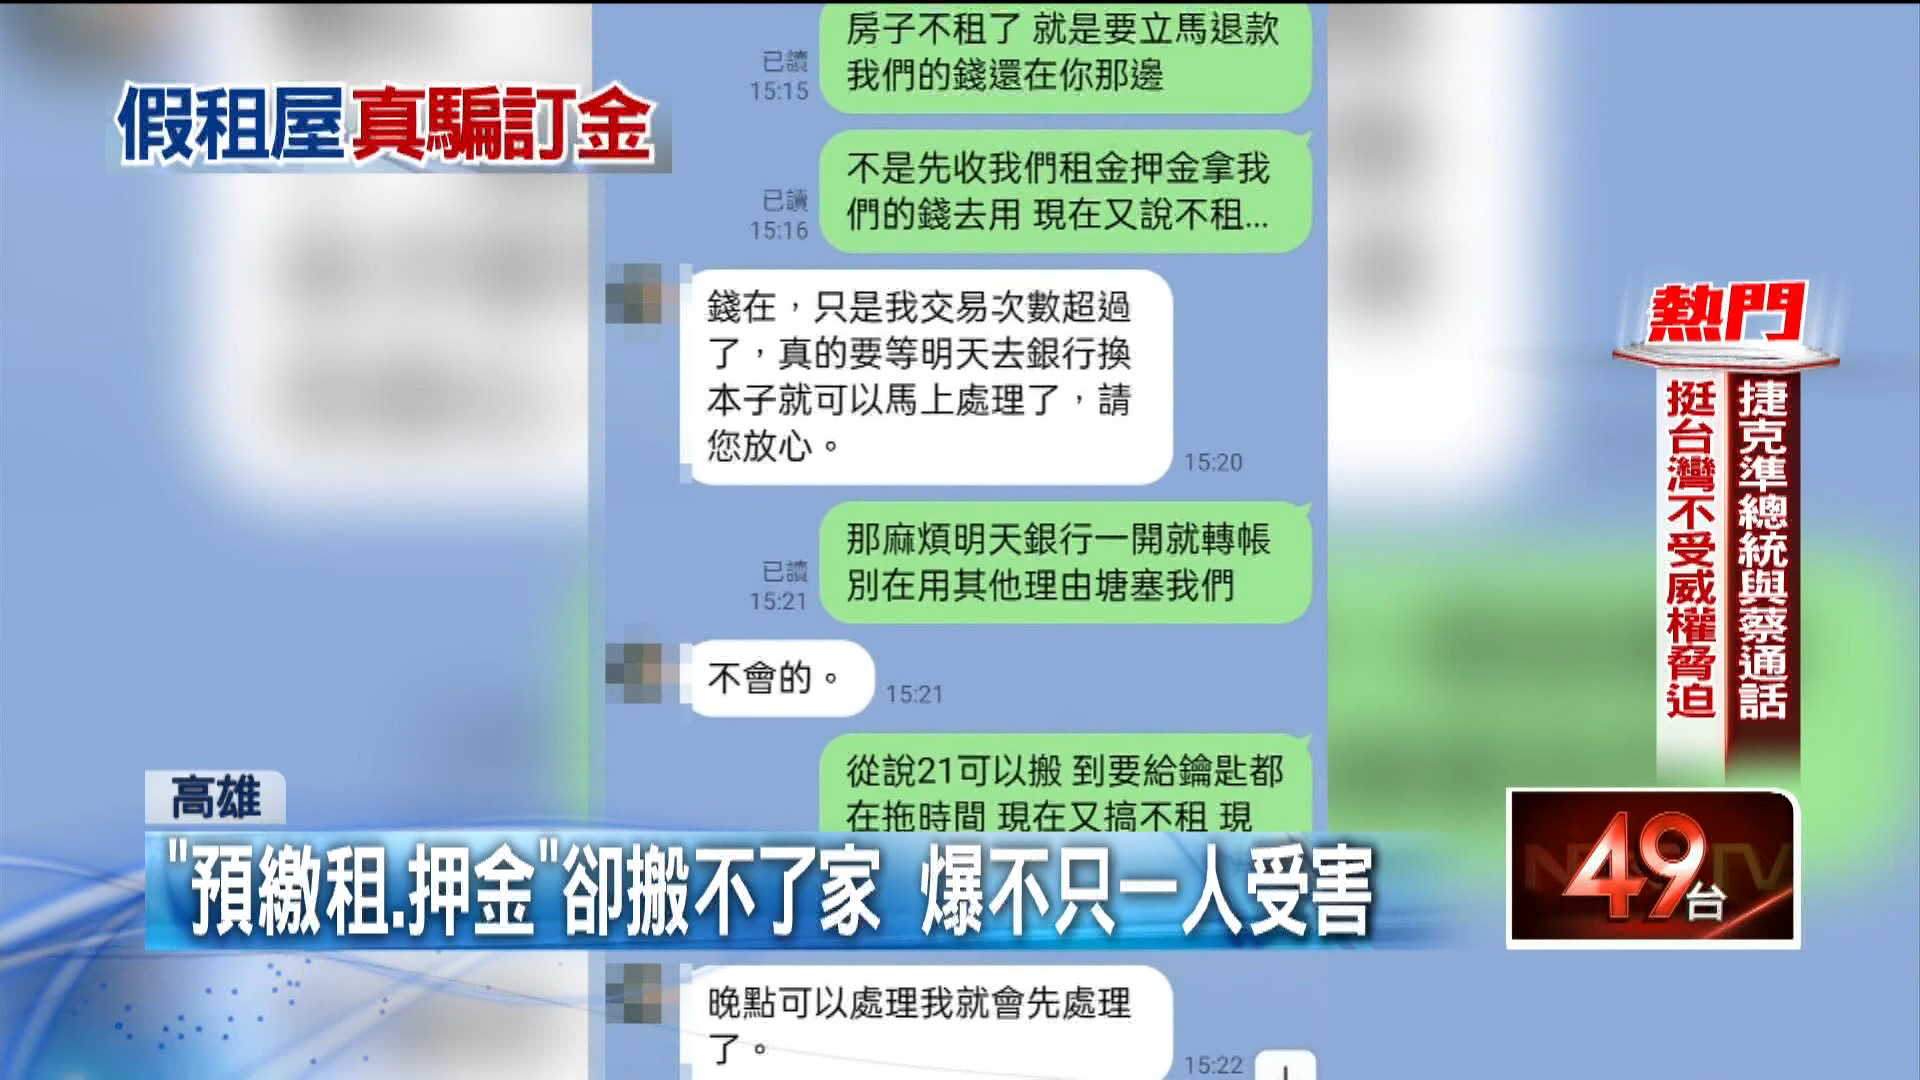 房子不租了 就是要立馬退款
我們的錢還在你那邊
已讀
15:15
假租屋真騙訂金
不是先收我們租金押金拿我
們的錢去用 現在又說不租...
已讀
15:16
錢在，只是我交易次數超過
了，真的要等明天去銀行換
本子就可以馬上處理了，請
您放心。
15:20
熱門
捷克準總統與蔡通話
挺台灣不受威權脅迫
那麻煩明天銀行一開就轉帳
別在用其他理由塘塞我們
已讀
15:21
不會的。
15:21
從說21可以搬 到要給鑰匙都
在拖時間 現在又搞不租 現
高雄
"預繳租.押金"卻搬不了家 爆不只一人受害
49台
晚點可以處理我就會先處理
了。
15:22